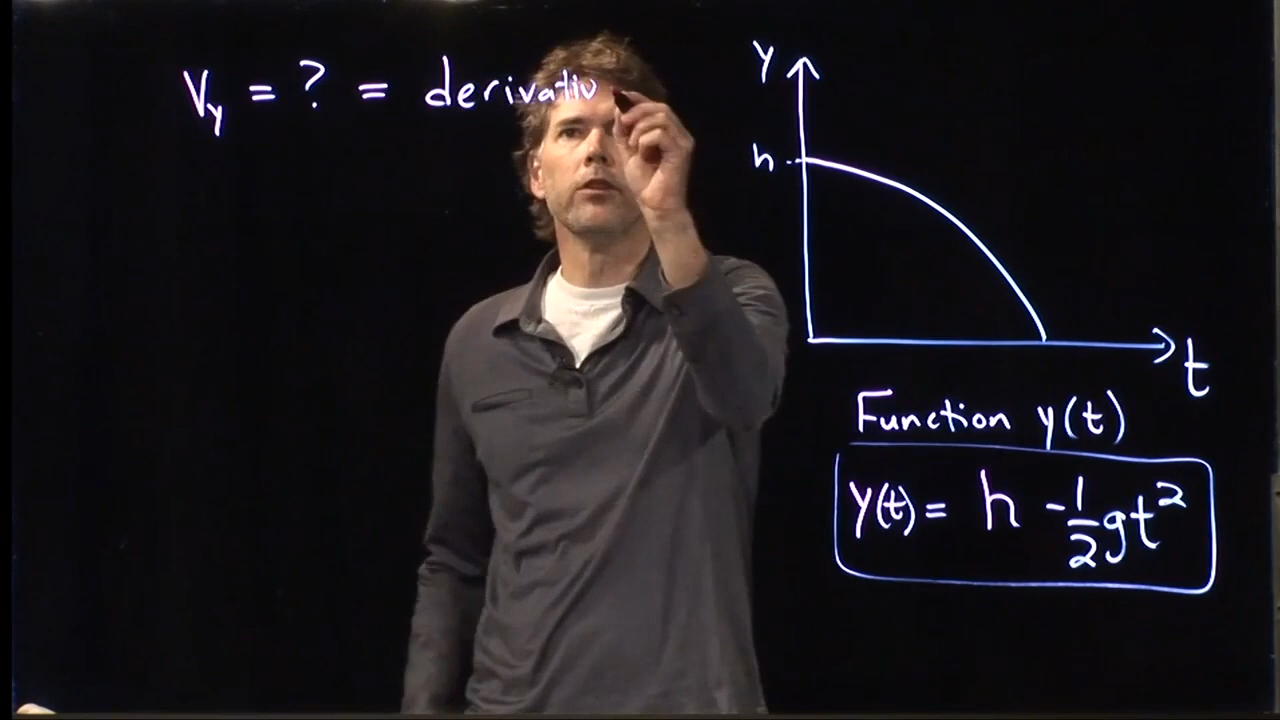 Vy = ? = derivativ
y
h
t
Function y(t)
y(t) = h - 1/2 gt²